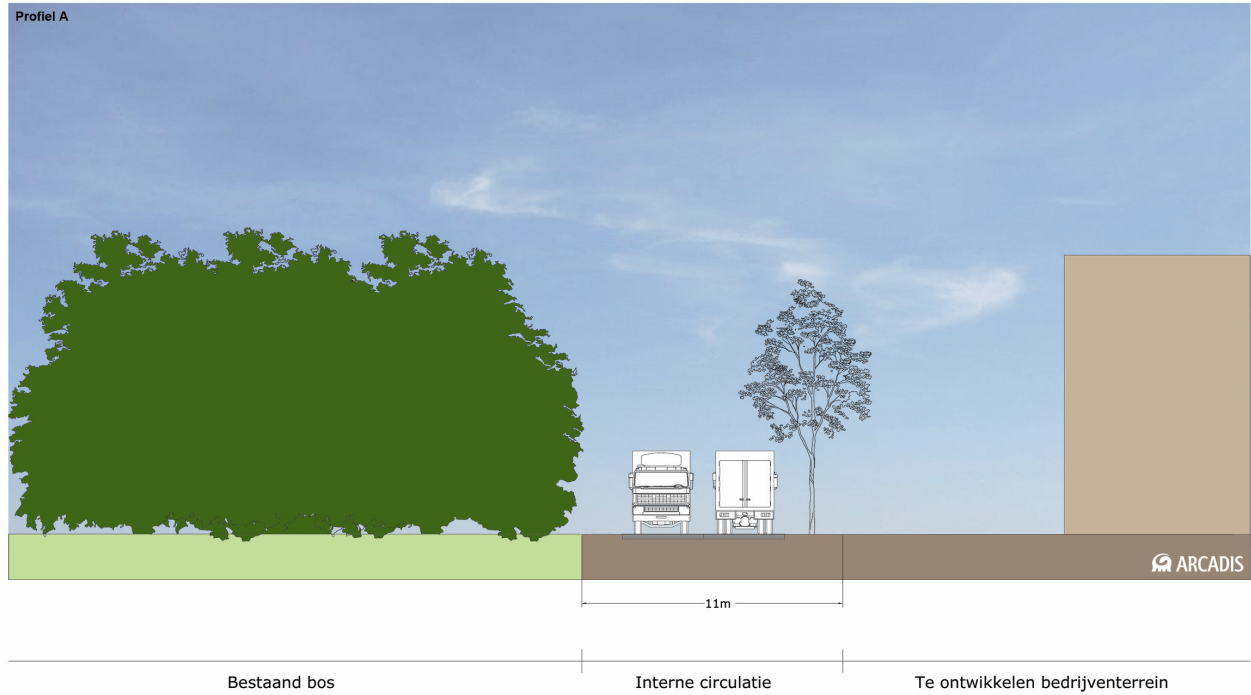 Profiel A
ARCADIS
11m
Bestaand bos
Interne circulatie
Te ontwikkelen bedrijventerrein